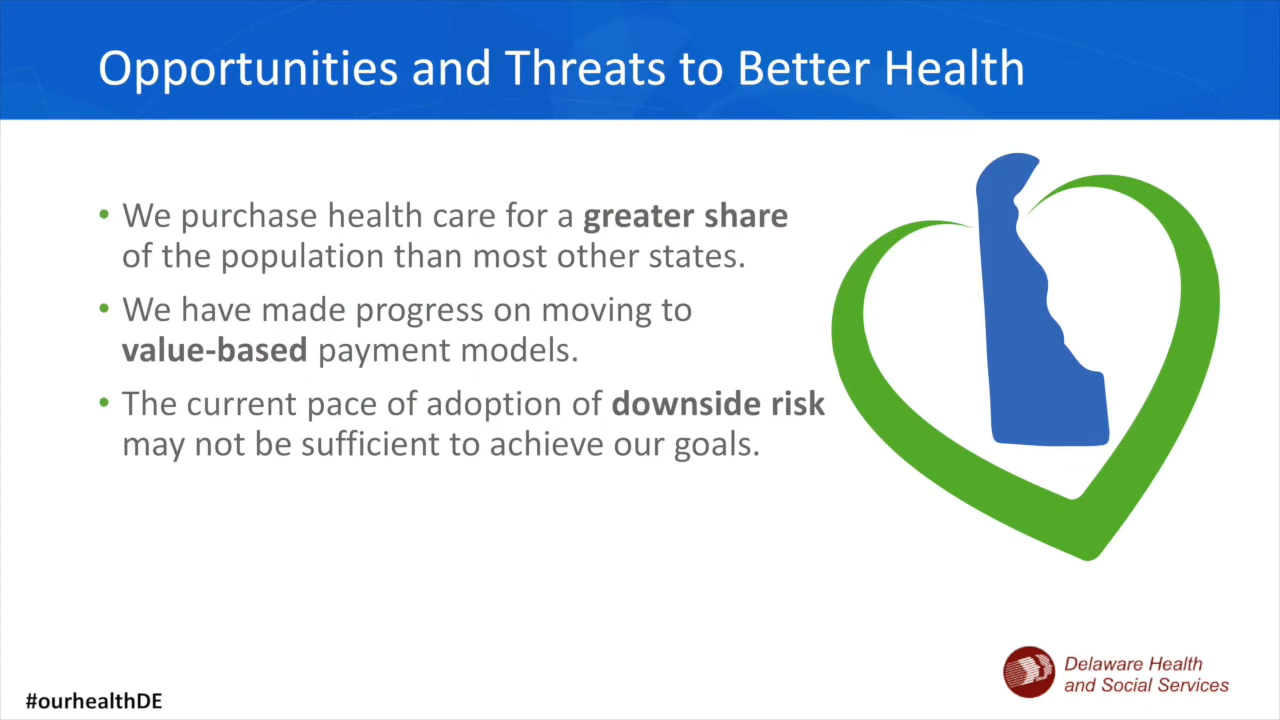 Opportunities and Threats to Better Health
• We purchase health care for a greater share
of the population than most other states.
• We have made progress on moving to
value-based payment models.
• The current pace of adoption of downside risk
may not be sufficient to achieve our goals.
Delaware Health
and Social Services
#ourhealthDE